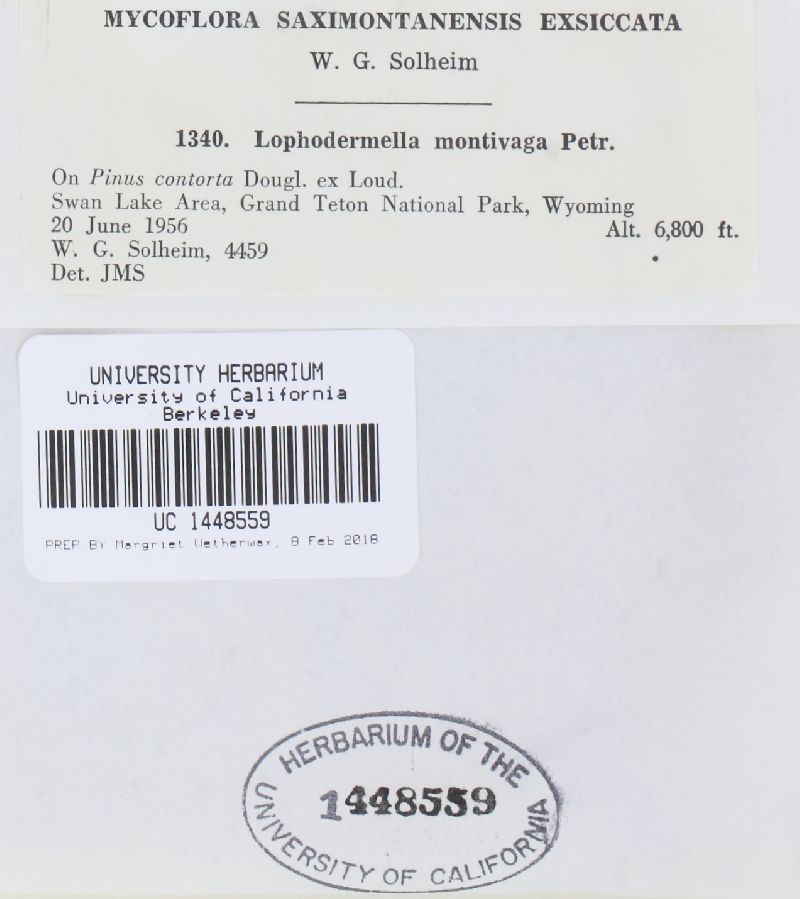 MYCOFLORA SAXIMONTANENSIS EXSICCATA
W. G. Solheim
1340. Lophodermella montivaga Petr.
On Pinus contorta Dougl. ex Loud.
Swan Lake Area, Grand Teton National Park, Wyoming
20 June 1956 Alt. 6,800 ft.
W. G. Solheim, 4459
Det. JMS
UNIVERSITY HERBARIUM
University of California
Berkeley
UC 1448559
PREP BY Margriet Wetherwax, 8 Feb 2018
HERBARIUM OF THE
1448559
UNIVERSITY OF CALIFORNIA